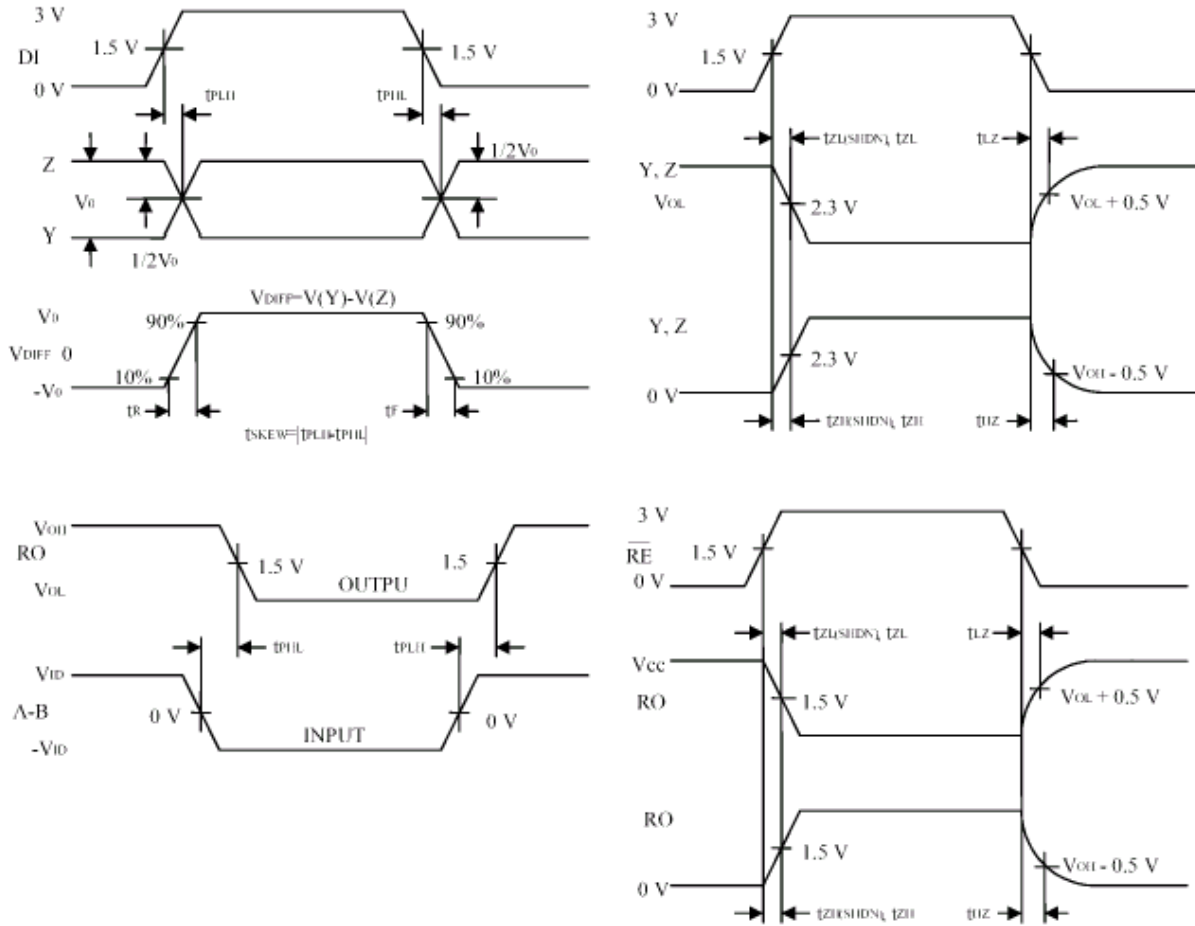 3 V
1.5 V
1.5 V
DI
0 V
tPLH
tPHL
Z
1/2V0
V0
Y
1/2V0
VDIFF=V(Y)-V(Z)
V0
90%
90%
VDIFF 0
10%
10%
-V0
tR
tF
tSKEW=|tPLH-tPHL|
3 V
1.5 V
0 V
tZL(SHDN), tZL
tLZ
Y, Z
VOL
2.3 V
VOL + 0.5 V
Y, Z
2.3 V
VOH - 0.5 V
0 V
tZH(SHDN), tZH
tHZ
VOH
RO
1.5 V
1.5
VOL
OUTPU
tPHL
tPLH
VID
A-B
0 V
0 V
INPUT
-VID
3 V
RE
1.5 V
0 V
tZL(SHDN), tZL
tLZ
Vcc
RO
1.5 V
VOL + 0.5 V
RO
1.5 V
VOH - 0.5 V
0 V
tZH(SHDN), tZH
tHZ